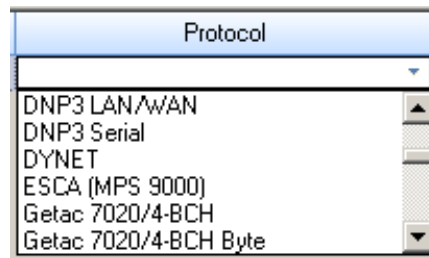 Protocol
DNP3 LAN/WAN
DNP3 Serial
DYNET
ESCA (MPS 9000)
Getac 7020/4-BCH
Getac 7020/4-BCH Byte